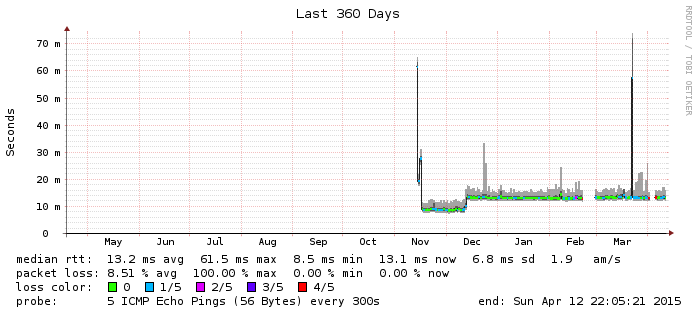 Last 360 Days
RRDTOOL / TOBI OETIKER
Seconds
70 m
60 m
50 m
40 m
30 m
20 m
10 m
0
May Jun Jul Aug Sep Oct Nov Dec Jan Feb Mar
median rtt: 13.2 ms avg 61.5 ms max 8.5 ms min 13.1 ms now 6.8 ms sd 1.9 am/s
packet loss: 8.51 % avg 100.00 % max 0.00 % min 0.00 % now
loss color: 0 1/5 2/5 3/5 4/5
probe: 5 ICMP Echo Pings (56 Bytes) every 300s end: Sun Apr 12 22:05:21 2015